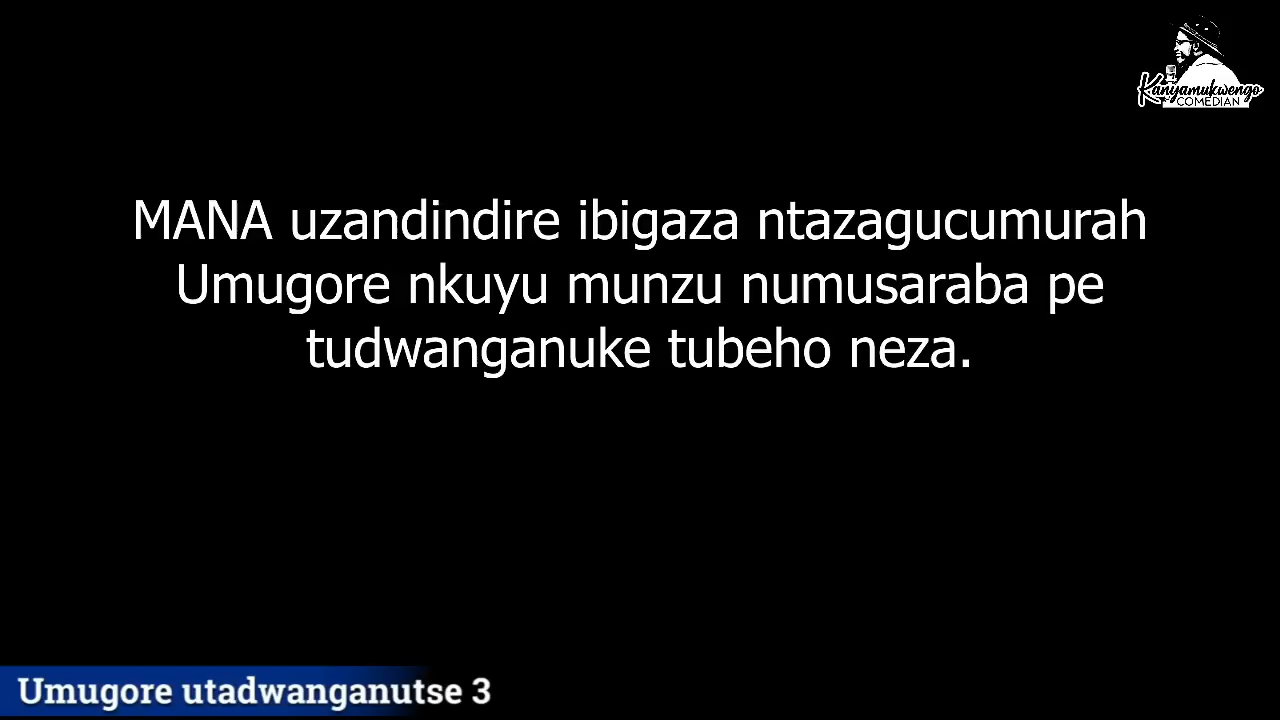 Kanyamukwengo
COMEDIAN
MANA uzandindire ibigaza ntazagucumurah
Umugore nkuyu munzu numusaraba pe
tudwanganuke tubeho neza.
Umugore utadwanganutse 3